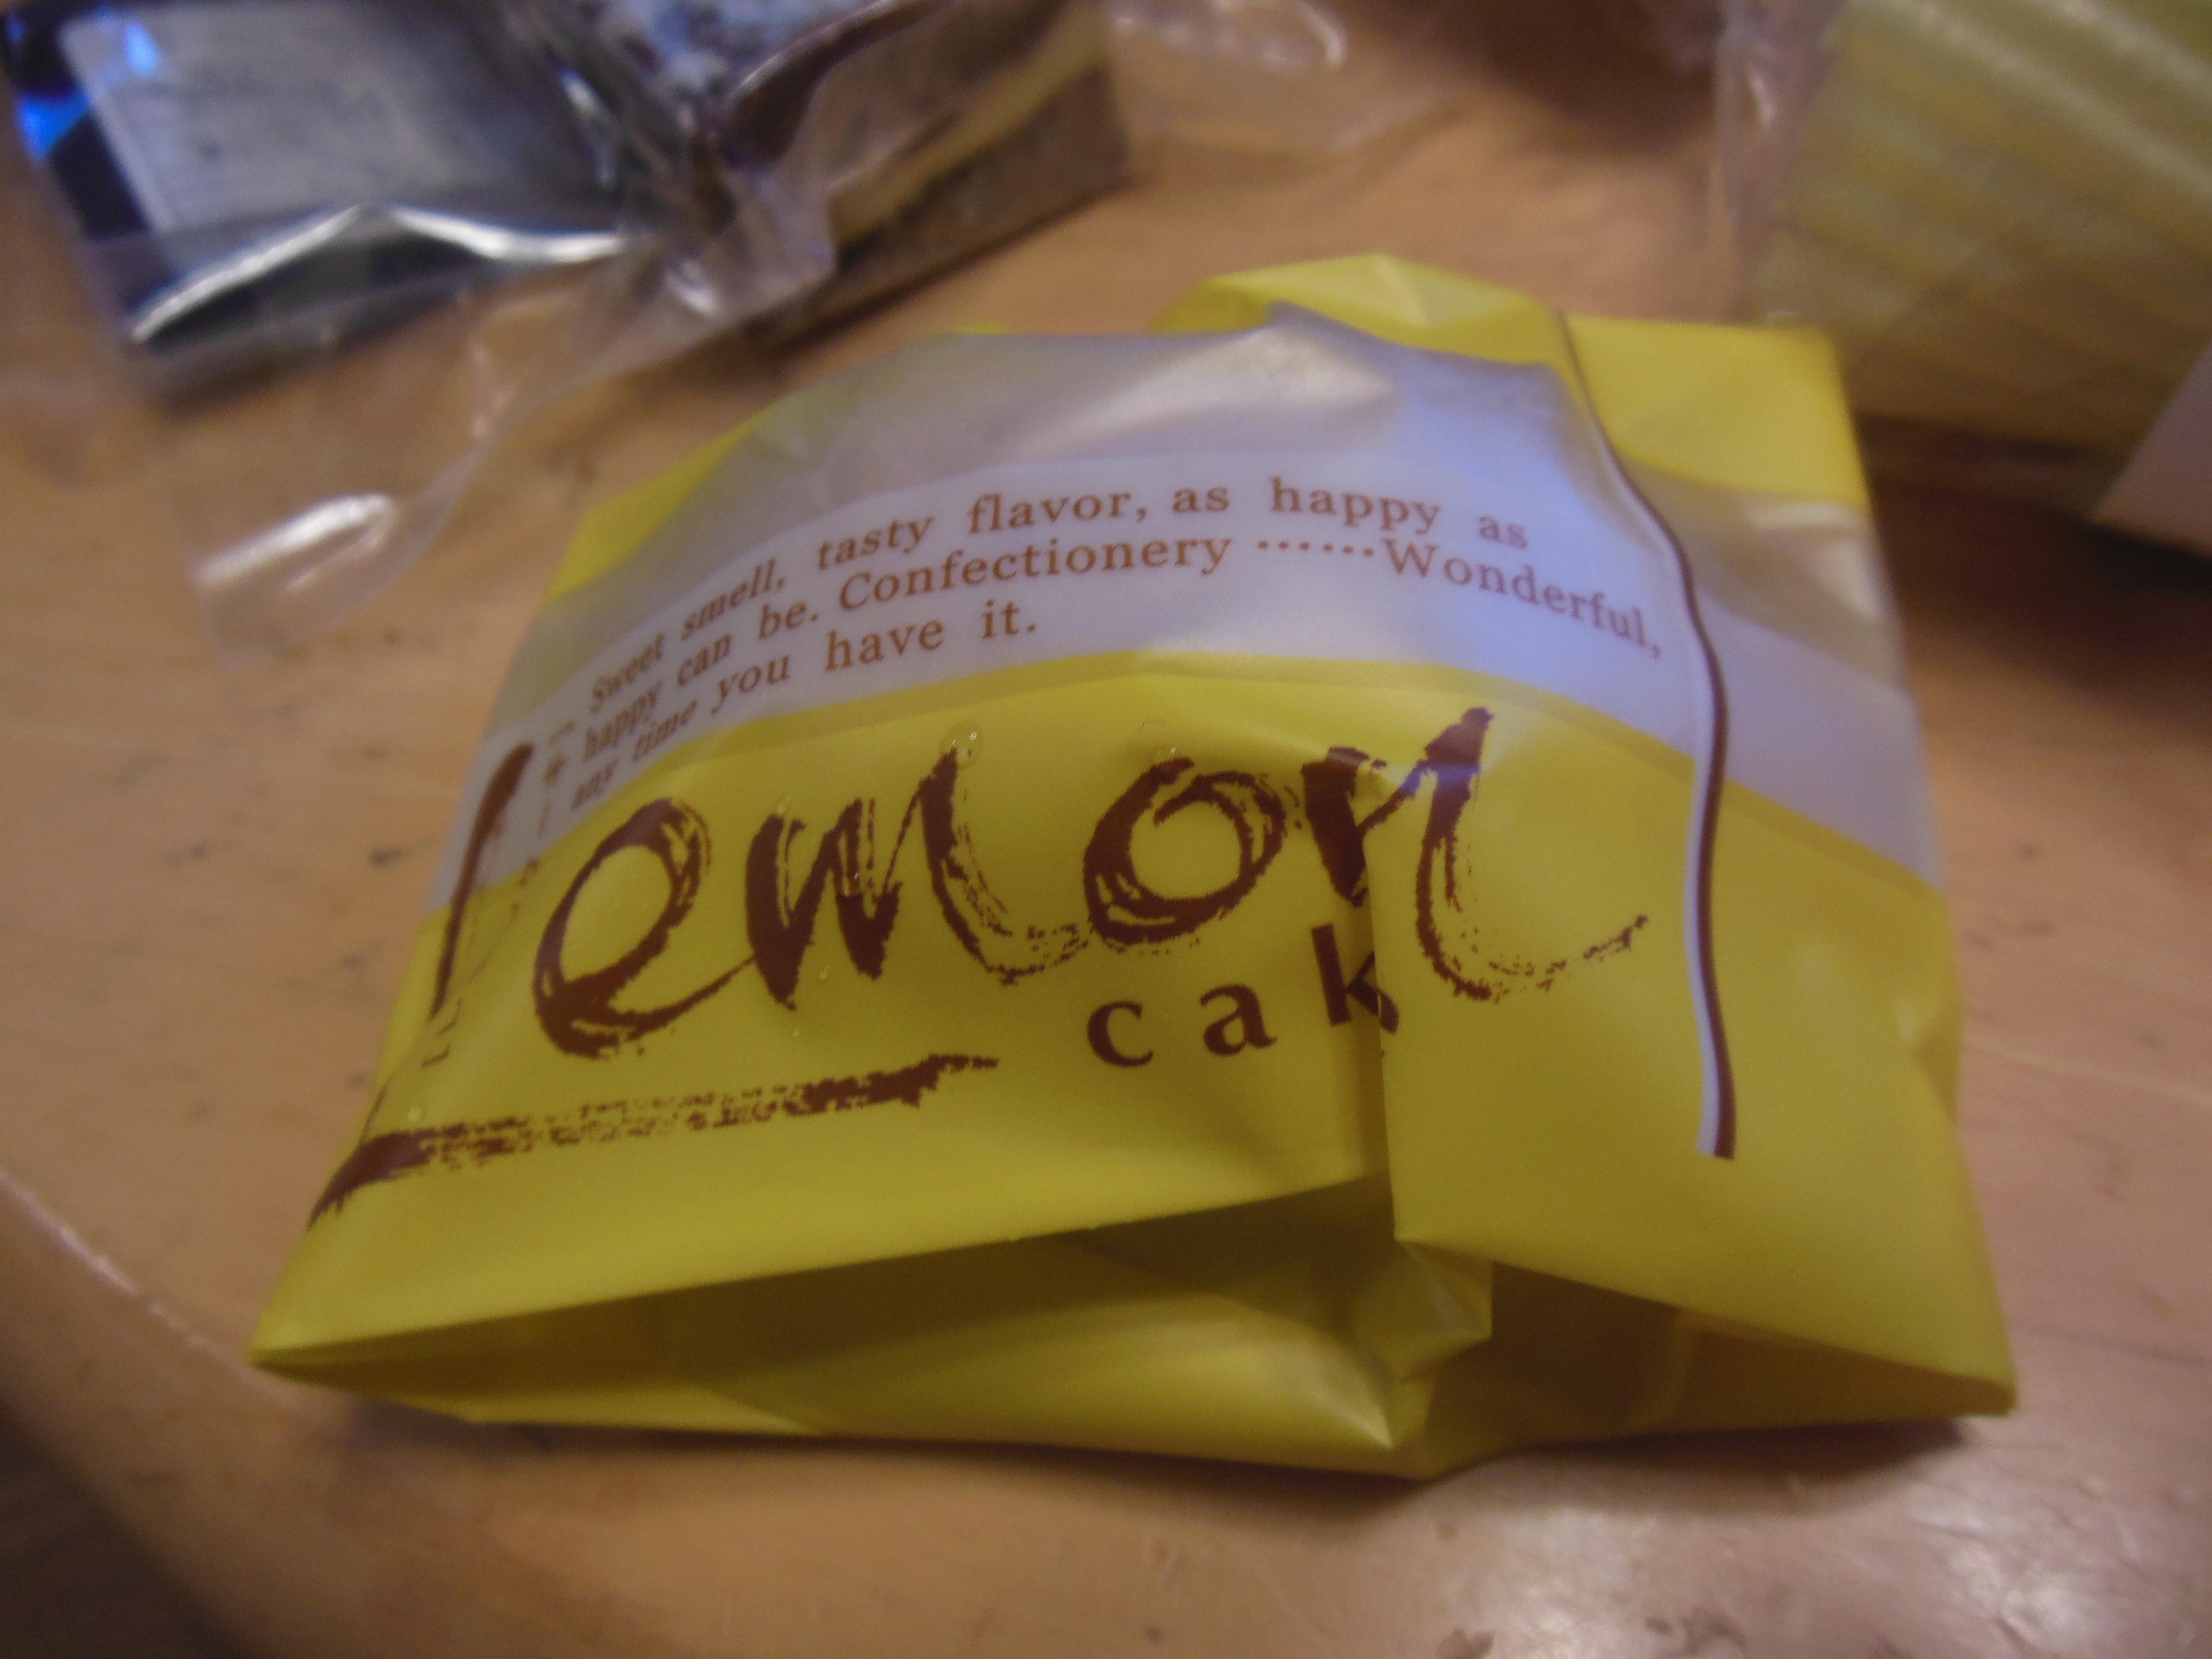 Sweet smell, tasty flavor, as happy as
happy can be. Confectionery ……Wonderful,
any time you have it.
lemon
cak